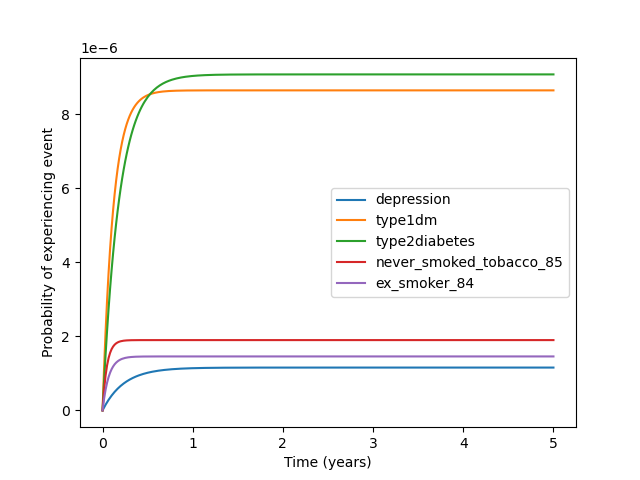 1e−6
Probability of experiencing event
8
6
4
2
0
depression
type1dm
type2diabetes
never_smoked_tobacco_85
ex_smoker_84
0 1 2 3 4 5
Time (years)